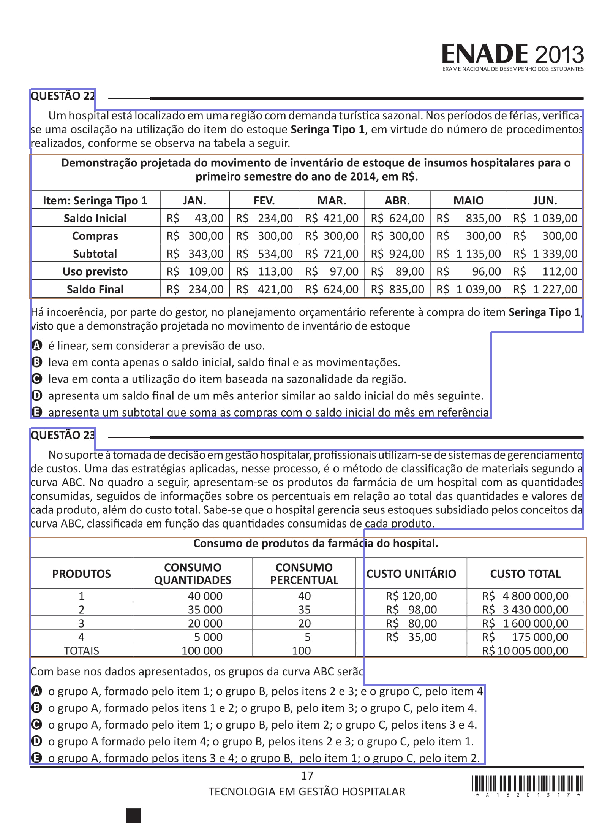 ENADE 2013
EXAME NACIONAL DE DESEMPENHO DOS ESTUDANTES
QUESTÃO 22
Um hospital está localizado em uma região com demanda turística sazonal. Nos períodos de férias, verifica-
se uma oscilação na utilização do item do estoque Seringa Tipo 1, em virtude do número de procedimentos
realizados, conforme se observa na tabela a seguir.
Demonstração projetada do movimento de inventário de estoque de insumos hospitalares para o
primeiro semestre do ano de 2014, em R$.
Item: Seringa Tipo 1 JAN. FEV. MAR. ABR. MAIO JUN.
Saldo Inicial R$ 43,00 R$ 234,00 R$ 421,00 R$ 624,00 R$ 835,00 R$ 1 039,00
Compras R$ 300,00 R$ 300,00 R$ 300,00 R$ 300,00 R$ 300,00 R$ 300,00
Subtotal R$ 343,00 R$ 534,00 R$ 721,00 R$ 924,00 R$ 1 135,00 R$ 1 339,00
Uso previsto R$ 109,00 R$ 113,00 R$ 97,00 R$ 89,00 R$ 96,00 R$ 112,00
Saldo Final R$ 234,00 R$ 421,00 R$ 624,00 R$ 835,00 R$ 1 039,00 R$ 1 227,00
Há incoerência, por parte do gestor, no planejamento orçamentário referente à compra do item Seringa Tipo 1,
visto que a demonstração projetada no movimento de inventário de estoque
A é linear, sem considerar a previsão de uso.
B leva em conta apenas o saldo inicial, saldo final e as movimentações.
C leva em conta a utilização do item baseada na sazonalidade da região.
D apresenta um saldo final de um mês anterior similar ao saldo inicial do mês seguinte.
E apresenta um subtotal que soma as compras com o saldo inicial do mês em referência
QUESTÃO 23
No suporte à tomada de decisão em gestão hospitalar, profissionais utilizam-se de sistemas de gerenciamento
de custos. Uma das estratégias aplicadas, nesse processo, é o método de classificação de materiais segundo a
curva ABC. No quadro a seguir, apresentam-se os produtos da farmácia de um hospital com as quantidades
consumidas, seguidos de informações sobre os percentuais em relação ao total das quantidades e valores de
cada produto, além do custo total. Sabe-se que o hospital gerencia seus estoques subsidiado pelos conceitos da
curva ABC, classificada em função das quantidades consumidas de cada produto.
Consumo de produtos da farmácia do hospital.
PRODUTOS CONSUMO QUANTIDADES CONSUMO PERCENTUAL CUSTO UNITÁRIO CUSTO TOTAL
1 40 000 40 R$ 120,00 R$ 4 800 000,00
2 35 000 35 R$ 98,00 R$ 3 430 000,00
3 20 000 20 R$ 80,00 R$ 1 600 000,00
4 5 000 5 R$ 35,00 R$ 175 000,00
TOTAIS 100 000 100 R$ 10 005 000,00
Com base nos dados apresentados, os grupos da curva ABC serão
A o grupo A, formado pelo item 1; o grupo B, pelos itens 2 e 3; e o grupo C, pelo item 4
B o grupo A, formado pelos itens 1 e 2; o grupo B, pelo item 3; o grupo C, pelo item 4.
C o grupo A, formado pelo item 1; o grupo B, pelo item 2; o grupo C, pelos itens 3 e 4.
D o grupo A formado pelo item 4; o grupo B, pelos itens 2 e 3; o grupo C, pelo item 1.
E o grupo A, formado pelos itens 3 e 4; o grupo B, pelo item 1; o grupo C, pelo item 2.
17
TECNOLOGIA EM GESTÃO HOSPITALAR